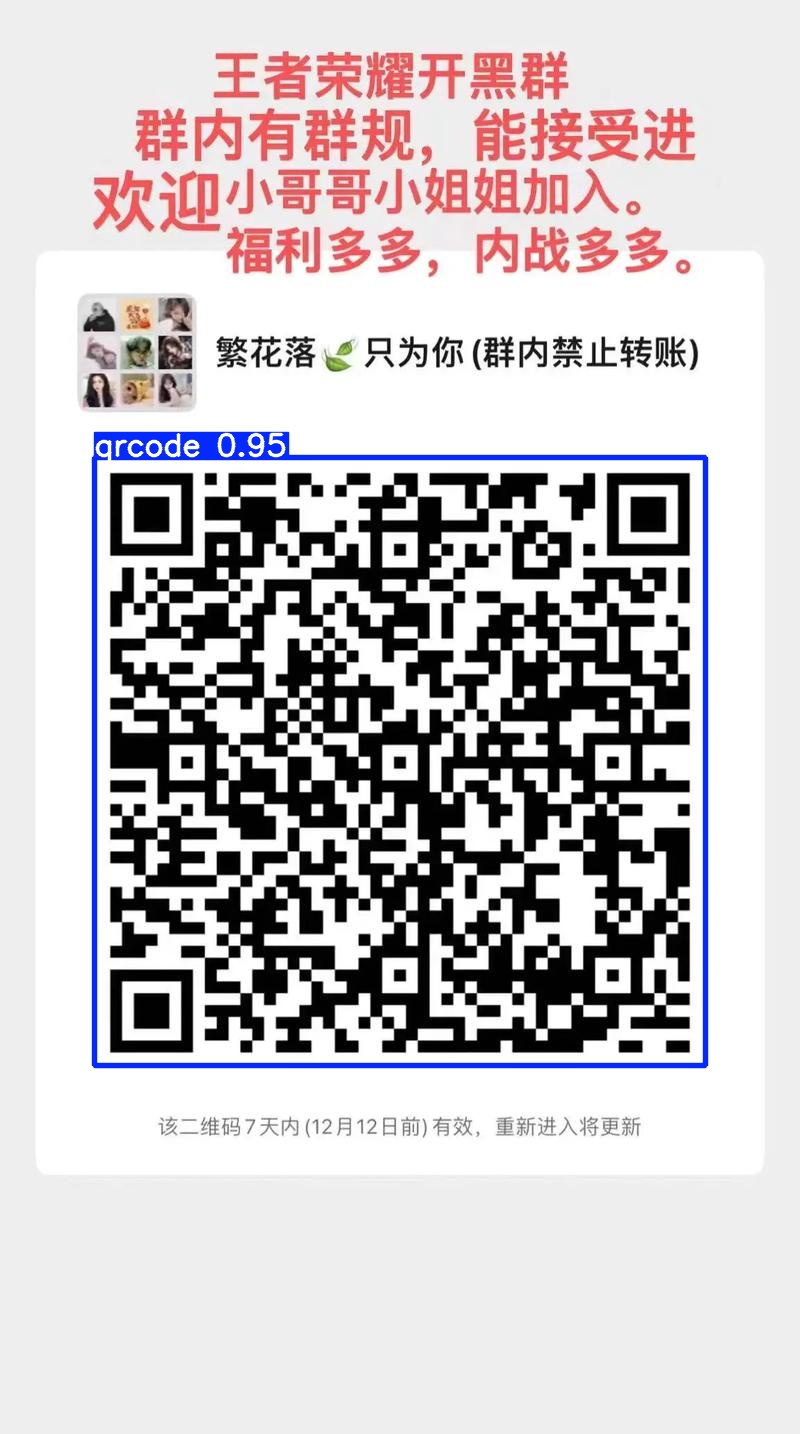 王者荣耀开黑群
群内有群规，能接受进
欢迎小哥哥小姐姐加入。
福利多多，内战多多。
繁花落🍃只为你(群内禁止转账)
qrcode 0.95
该二维码7天内(12月12日前)有效，重新进入将更新